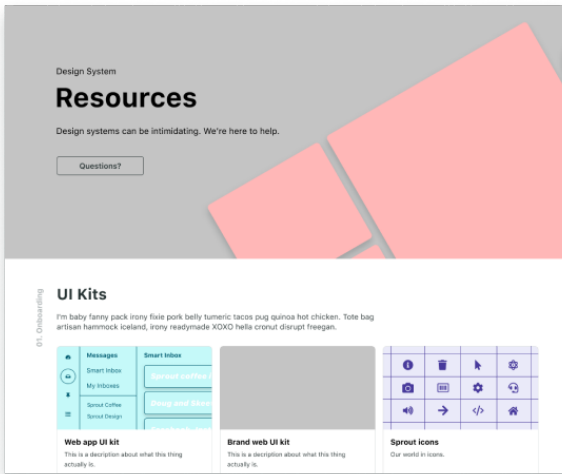 Design System
Resources
Design systems can be intimidating. We're here to help.
Questions?
01. Onboarding
UI Kits
I'm baby fanny pack irony fixie pork belly tumeric tacos pug quinoa hot chicken. Tote bag
artisan hammock iceland, irony readymade XOXO hella cronut disrupt freegan.
Messages
Smart Inbox
My Inboxes
Sprout Coffee
Sprout Design
Smart Inbox
Sprout coffee
Web app UI kit
This is a decription about what this thing
actually is.
Brand web UI kit
This is a decription about what this thing
actually is.
Sprout icons
Our world in icons.